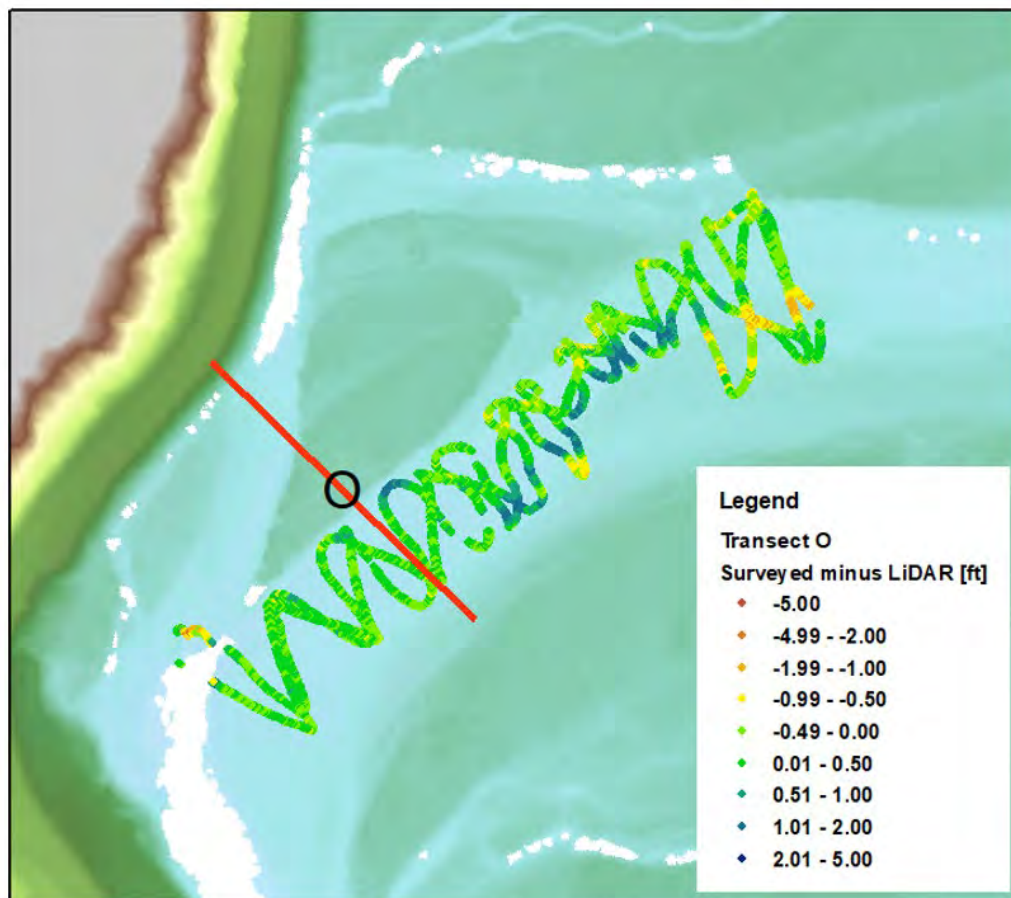 O
Legend
Transect O
Surveyed minus LiDAR [ft]
-5.00
-4.99 - -2.00
-1.99 - -1.00
-0.99 - -0.50
-0.49 - 0.00
0.01 - 0.50
0.51 - 1.00
1.01 - 2.00
2.01 - 5.00